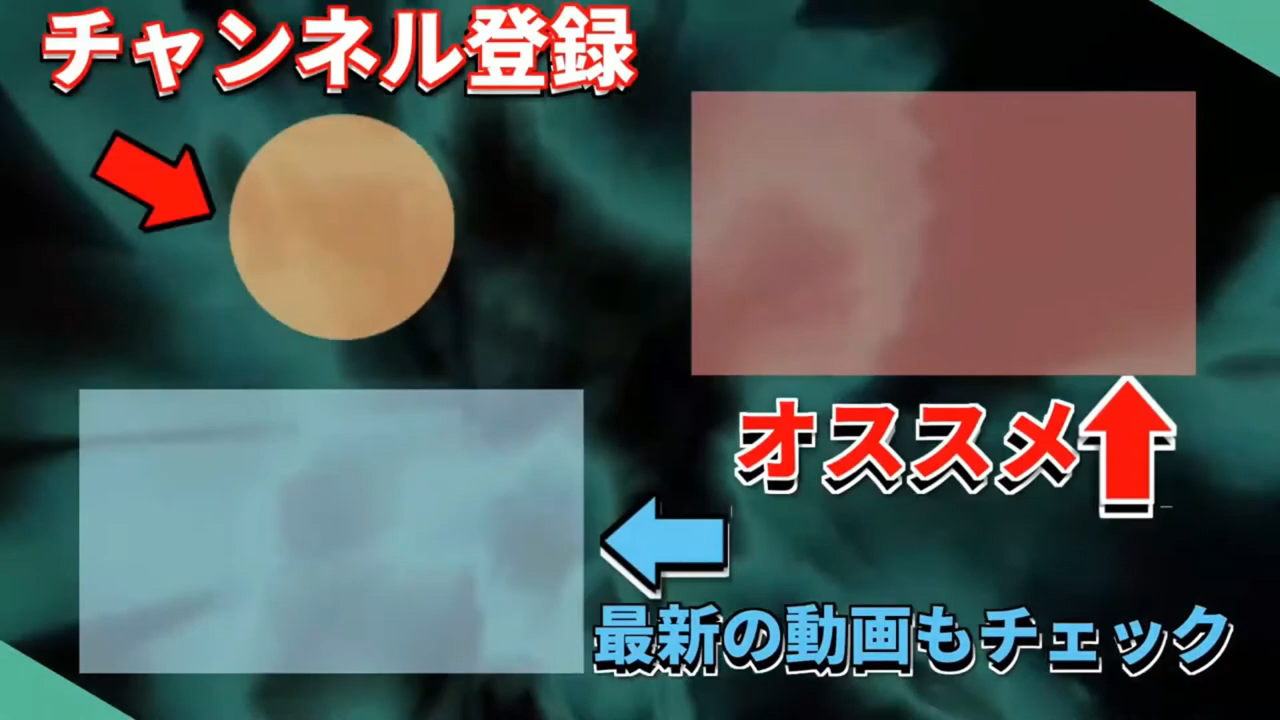 チャンネル登録
オススメ
最新の動画もチェック